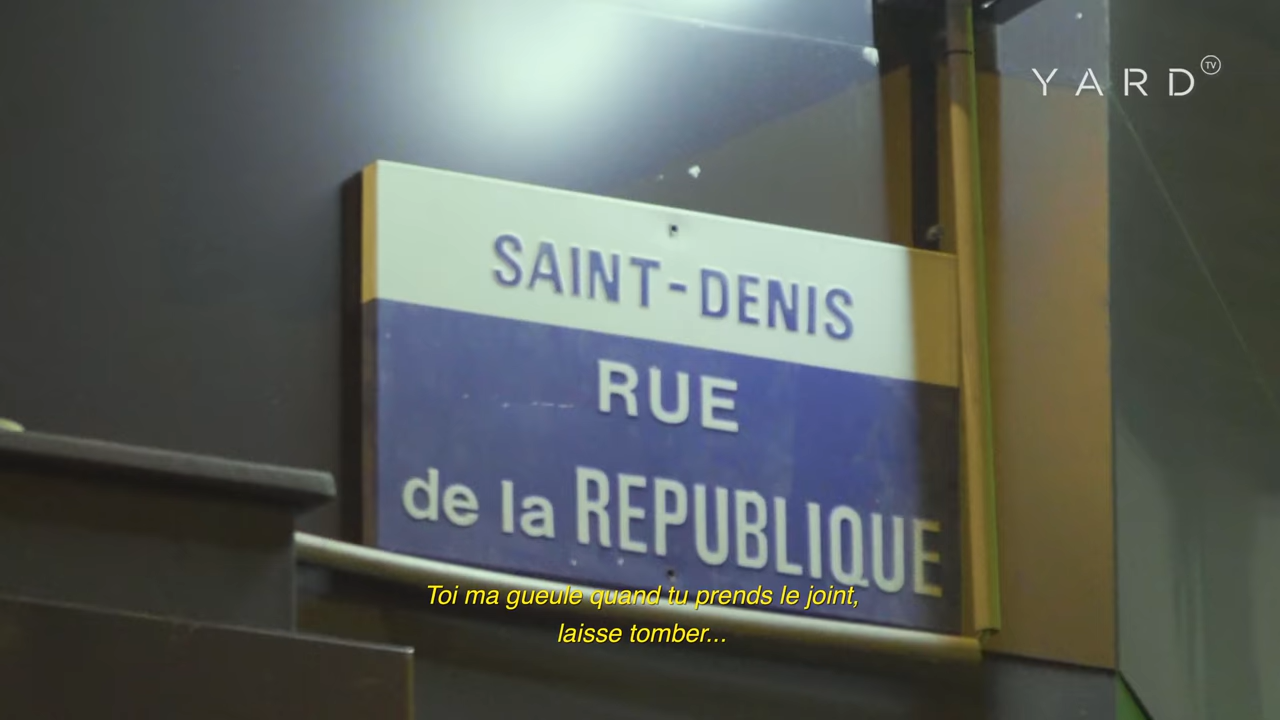 YARD TV
SAINT-DENIS
RUE
de la REPUBLIQUE
Toi ma gueule quand tu prends le joint,
laisse tomber...